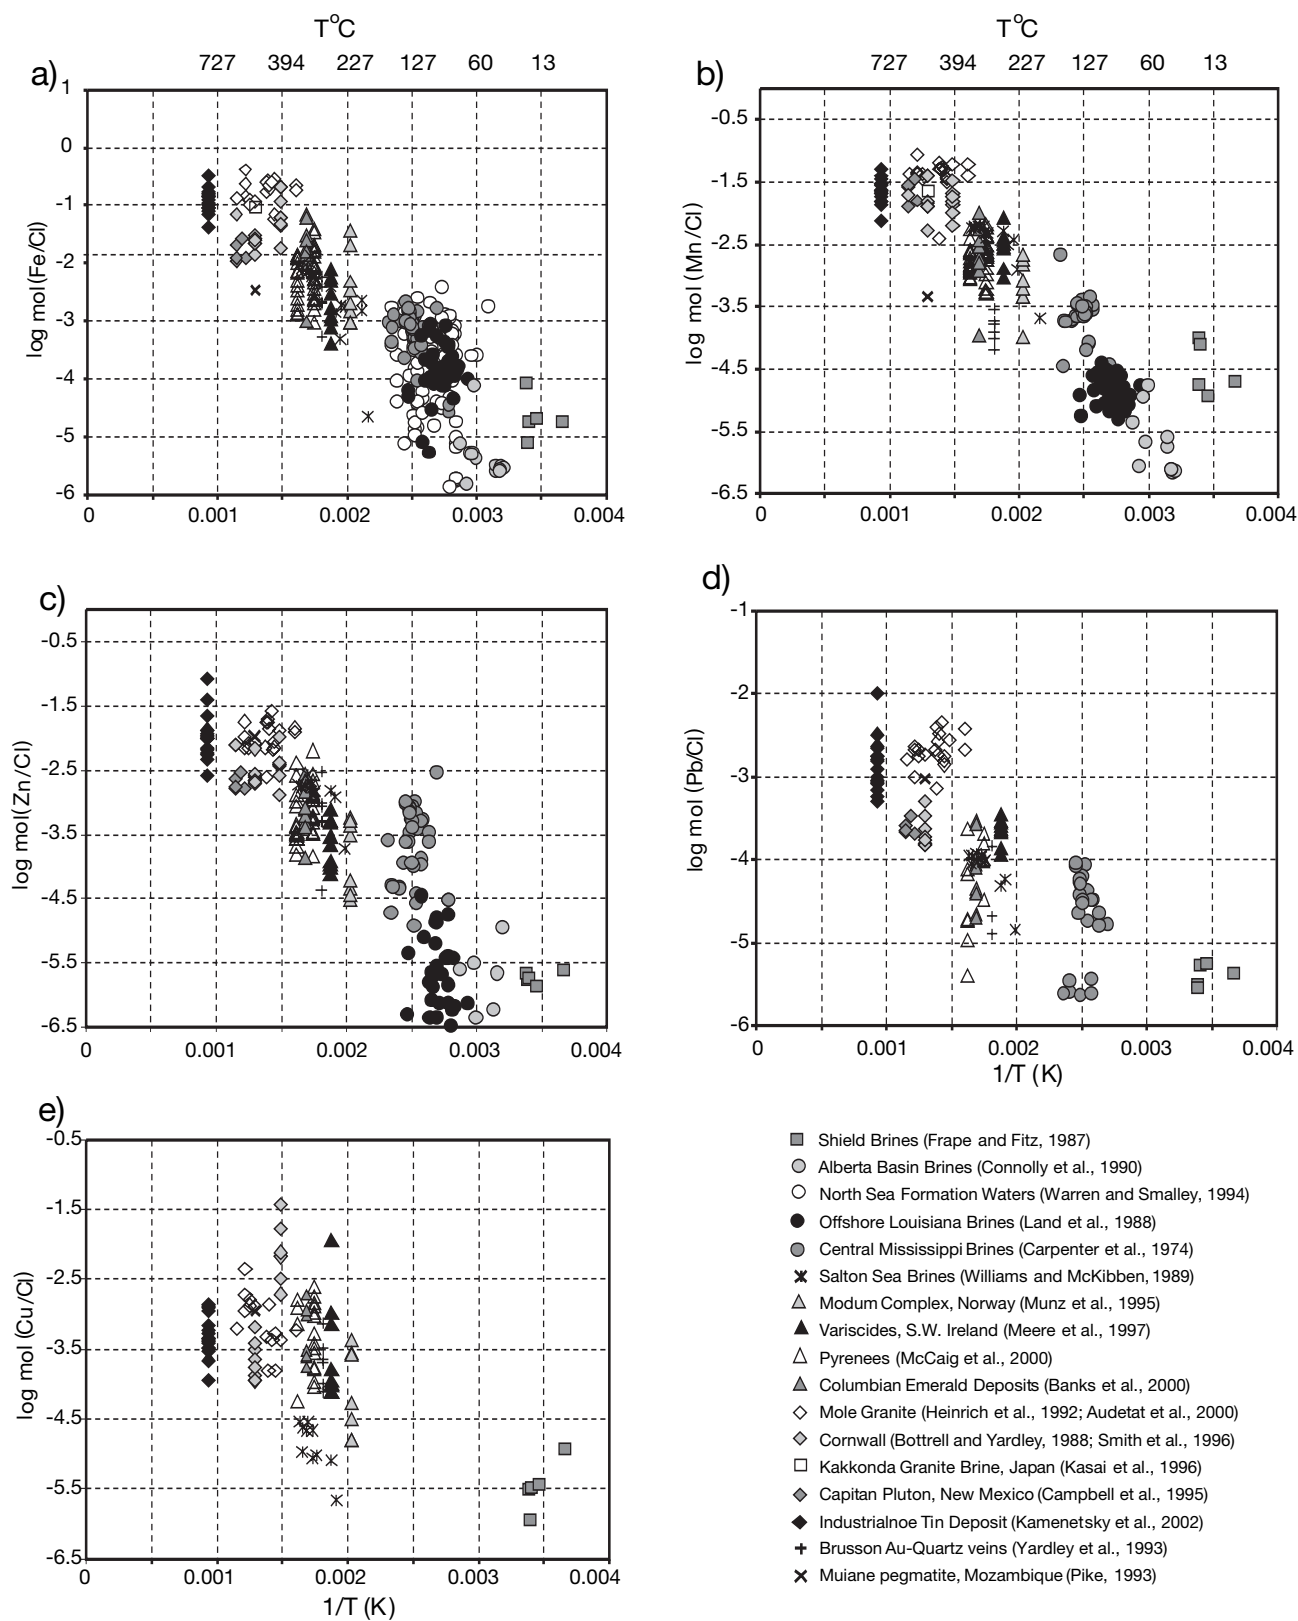 T°C T°C
727 394 227 127 60 13 727 394 227 127 60 13
a)
1
0
-1
-2
-3
-4
-5
-6
log mol (Fe/Cl)
0 0.001 0.002 0.003 0.004
b)
-0.5
-1.5
-2.5
-3.5
-4.5
-5.5
-6.5
log mol (Mn/Cl)
0 0.001 0.002 0.003 0.004
c)
-0.5
-1.5
-2.5
-3.5
-4.5
-5.5
-6.5
log mol(Zn/Cl)
0 0.001 0.002 0.003 0.004
d)
-1
-2
-3
-4
-5
-6
log mol (Pb/Cl)
0 0.001 0.002 0.003 0.004
1/T (K)
e)
-0.5
-1.5
-2.5
-3.5
-4.5
-5.5
-6.5
log mol (Cu/Cl)
0 0.001 0.002 0.003 0.004
1/T (K)
Shield Brines (Frape and Fitz, 1987)
Alberta Basin Brines (Connolly et al., 1990)
North Sea Formation Waters (Warren and Smalley, 1994)
Offshore Louisiana Brines (Land et al., 1988)
Central Mississippi Brines (Carpenter et al., 1974)
Salton Sea Brines (Williams and McKibben, 1989)
Modum Complex, Norway (Munz et al., 1995)
Variscides, S.W. Ireland (Meere et al., 1997)
Pyrenees (McCaig et al., 2000)
Columbian Emerald Deposits (Banks et al., 2000)
Mole Granite (Heinrich et al., 1992; Audetat et al., 2000)
Cornwall (Bottrell and Yardley, 1988; Smith et al., 1996)
Kakkonda Granite Brine, Japan (Kasai et al., 1996)
Capitan Pluton, New Mexico (Campbell et al., 1995)
Industrialnoe Tin Deposit (Kamenetsky et al., 2002)
Brusson Au-Quartz veins (Yardley et al., 1993)
Muiane pegmatite, Mozambique (Pike, 1993)